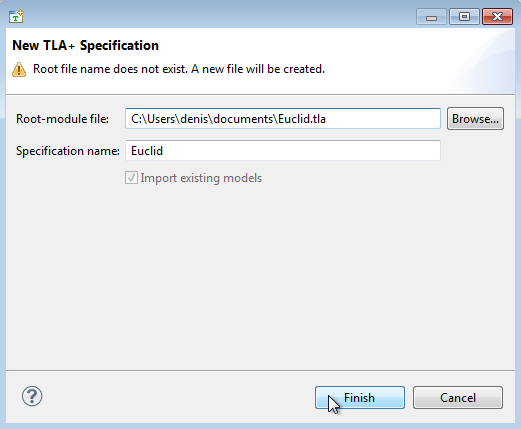 New TLA+ Specification
Root file name does not exist. A new file will be created.
Root-module file: C:\Users\denis\documents\Euclid.tla Browse...
Specification name: Euclid
Import existing models
? Finish Cancel